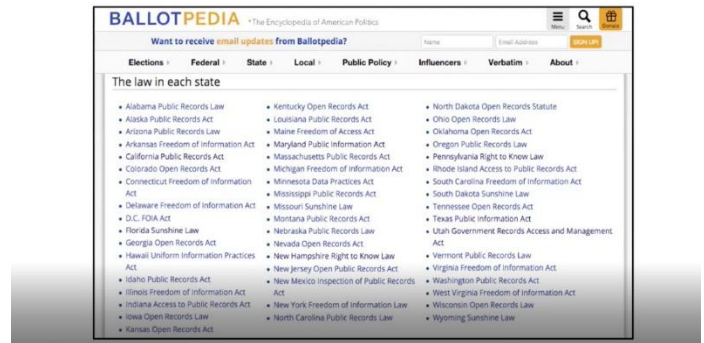 BALLOTPEDIA •The Encyclopedia of American Politics
Menu Search Donate
Want to receive email updates from Ballotpedia? Name Email Address SIGN UP!
Elections Federal State Local Public Policy Influencers Verbatim About
The law in each state
• Alabama Public Records Law
• Alaska Public Records Act
• Arizona Public Records Law
• Arkansas Freedom of Information Act
• California Public Records Act
• Colorado Open Records Act
• Connecticut Freedom of Information
Act
• Delaware Freedom of Information Act
• D.C. FOIA Act
• Florida Sunshine Law
• Georgia Open Records Act
• Hawaii Uniform Information Practices
Act
• Idaho Public Records Act
• Illinois Freedom of Information Act
• Indiana Access to Public Records Act
• Iowa Open Records Law
• Kansas Open Records Act
• Kentucky Open Records Act
• Louisiana Public Records Act
• Maine Freedom of Access Act
• Maryland Public Information Act
• Massachusetts Public Records Act
• Michigan Freedom of Information Act
• Minnesota Data Practices Act
• Mississippi Public Records Act
• Missouri Sunshine Law
• Montana Public Records Act
• Nebraska Public Records Law
• Nevada Open Records Act
• New Hampshire Right to Know Law
• New Jersey Open Public Records Act
• New Mexico Inspection of Public Records
Act
• New York Freedom of Information Law
• North Carolina Public Records Law
• North Dakota Open Records Statute
• Ohio Open Records Law
• Oklahoma Open Records Act
• Oregon Public Records Law
• Pennsylvania Right to Know Law
• Rhode Island Access to Public Records Act
• South Carolina Freedom of Information Act
• South Dakota Sunshine Law
• Tennessee Open Records Act
• Texas Public Information Act
• Utah Government Records Access and Management
Act
• Vermont Public Records Law
• Virginia Freedom of Information Act
• Washington Public Records Act
• West Virginia Freedom of Information Act
• Wisconsin Open Records Law
• Wyoming Sunshine Law